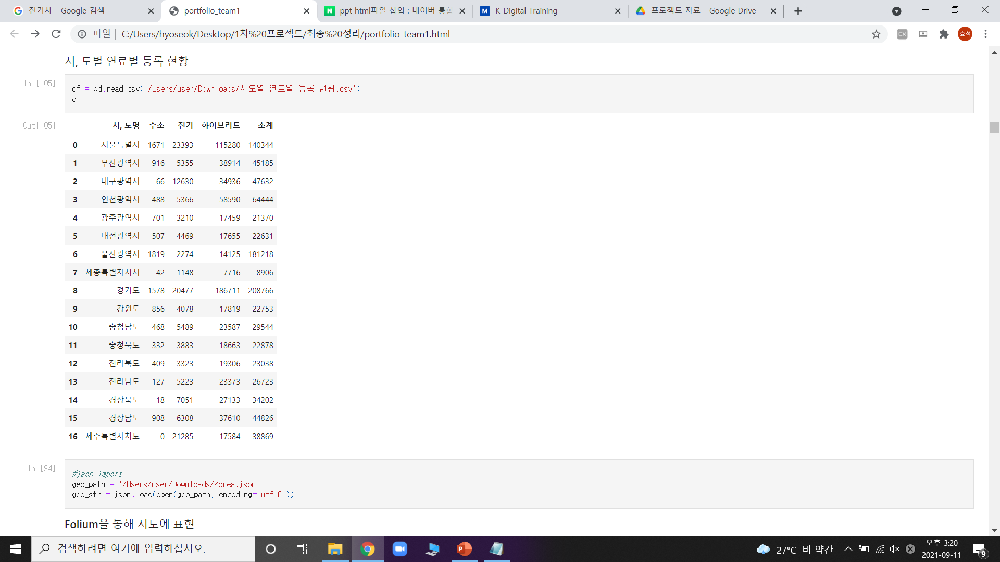 전기차 - Google 검색
portfolio_team1
ppt html파일 삽입 : 네이버 통합
K-Digital Training
프로젝트 자료 - Google Drive
파일 | C:/Users/hyoseok/Desktop/1차%20프로젝트/최종%20정리/portfolio_team1.html
EX
효석
시, 도별 연료별 등록 현황
In [105]:
df = pd.read_csv('/Users/user/Downloads/시도별 연료별 등록 현황.csv')
df
Out[105]:
시, 도명 수소 전기 하이브리드 소계
0 서울특별시 1671 23393 115280 140344
1 부산광역시 916 5355 38914 45185
2 대구광역시 66 12630 34936 47632
3 인천광역시 488 5366 58590 64444
4 광주광역시 701 3210 17459 21370
5 대전광역시 507 4469 17655 22631
6 울산광역시 1819 2274 14125 181218
7 세종특별자치시 42 1148 7716 8906
8 경기도 1578 20477 186711 208766
9 강원도 856 4078 17819 22753
10 충청남도 468 5489 23587 29544
11 충청북도 332 3883 18663 22878
12 전라북도 409 3323 19306 23038
13 전라남도 127 5223 23373 26723
14 경상북도 18 7051 27133 34202
15 경상남도 908 6308 37610 44826
16 제주특별자치도 0 21285 17584 38869
In [94]:
#json import
geo_path = '/Users/user/Downloads/korea.json'
geo_str = json.load(open(geo_path, encoding='utf-8'))
Folium을 통해 지도에 표현
검색하려면 여기에 입력하십시오.
27°C 비 약간
오후 3:20
2021-09-11
9